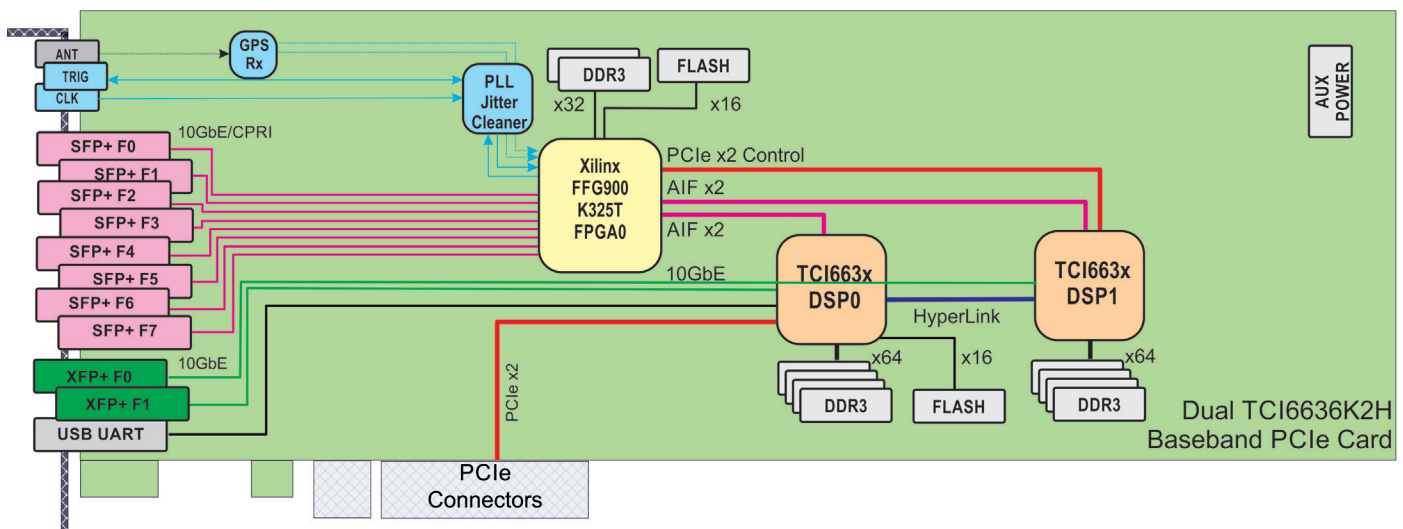 ANT
TRIG
CLK
GPS
Rx
PLL
Jitter
Cleaner
DDR3
x32
FLASH
x16
AUX
POWER
10GbE/CPRI
SFP+ F0
SFP+ F1
SFP+ F2
SFP+ F3
SFP+ F4
SFP+ F5
SFP+ F6
SFP+ F7
Xilinx
FFG900
K325T
FPGA0
PCIe x2 Control
AIF x2
AIF x2
10GbE
TCI663x
DSP0
TCI663x
DSP1
HyperLink
10GbE
XFP+ F0
XFP+ F1
USB UART
PCIe x2
x64
DDR3
x16
FLASH
x64
DDR3
Dual TCI6636K2H
Baseband PCIe Card
PCIe
Connectors